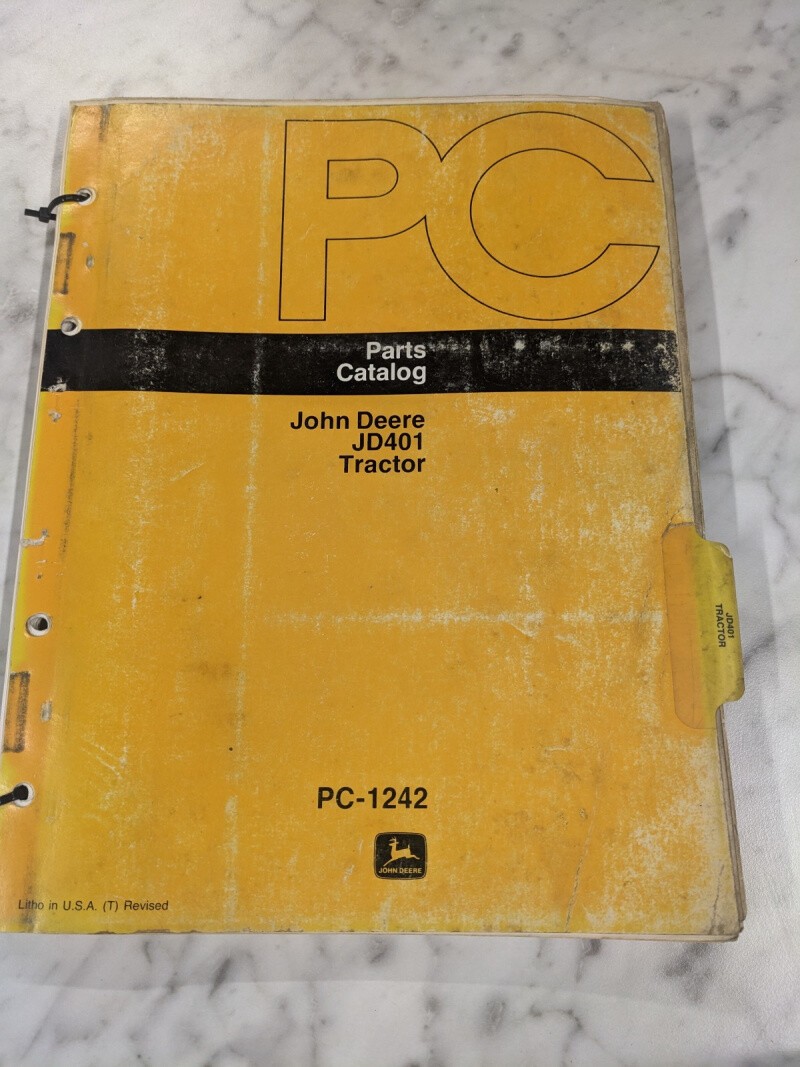 PC
Parts
Catalog
John Deere
JD401
Tractor
JD401
TRACTOR
PC-1242
JOHN DEERE
Litho in U.S.A. (T) Revised